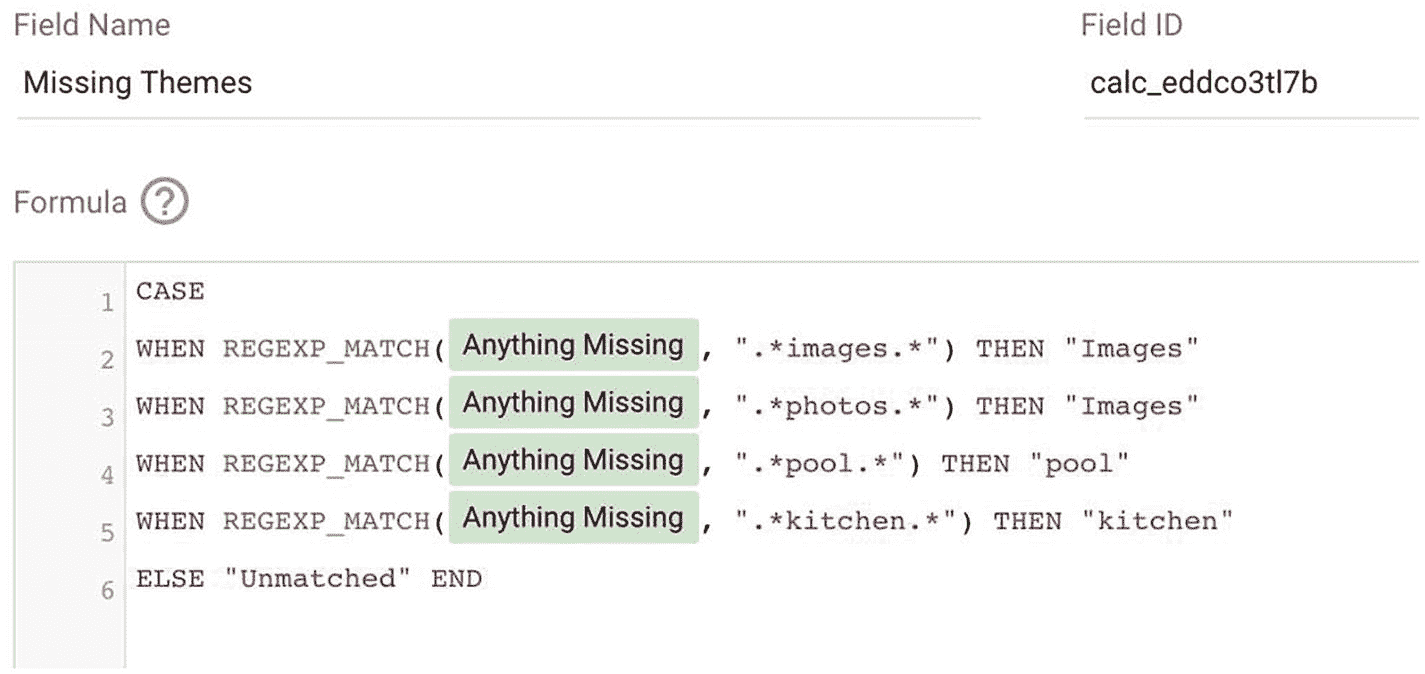 Field Name
Field ID
Missing Themes
calc_eddco3tl7b
Formula ?
1 CASE
2 WHEN REGEXP_MATCH( Anything Missing , ".*images.*") THEN "Images"
3 WHEN REGEXP_MATCH( Anything Missing , ".*photos.*") THEN "Images"
4 WHEN REGEXP_MATCH( Anything Missing , ".*pool.*") THEN "pool"
5 WHEN REGEXP_MATCH( Anything Missing , ".*kitchen.*") THEN "kitchen"
6 ELSE "Unmatched" END